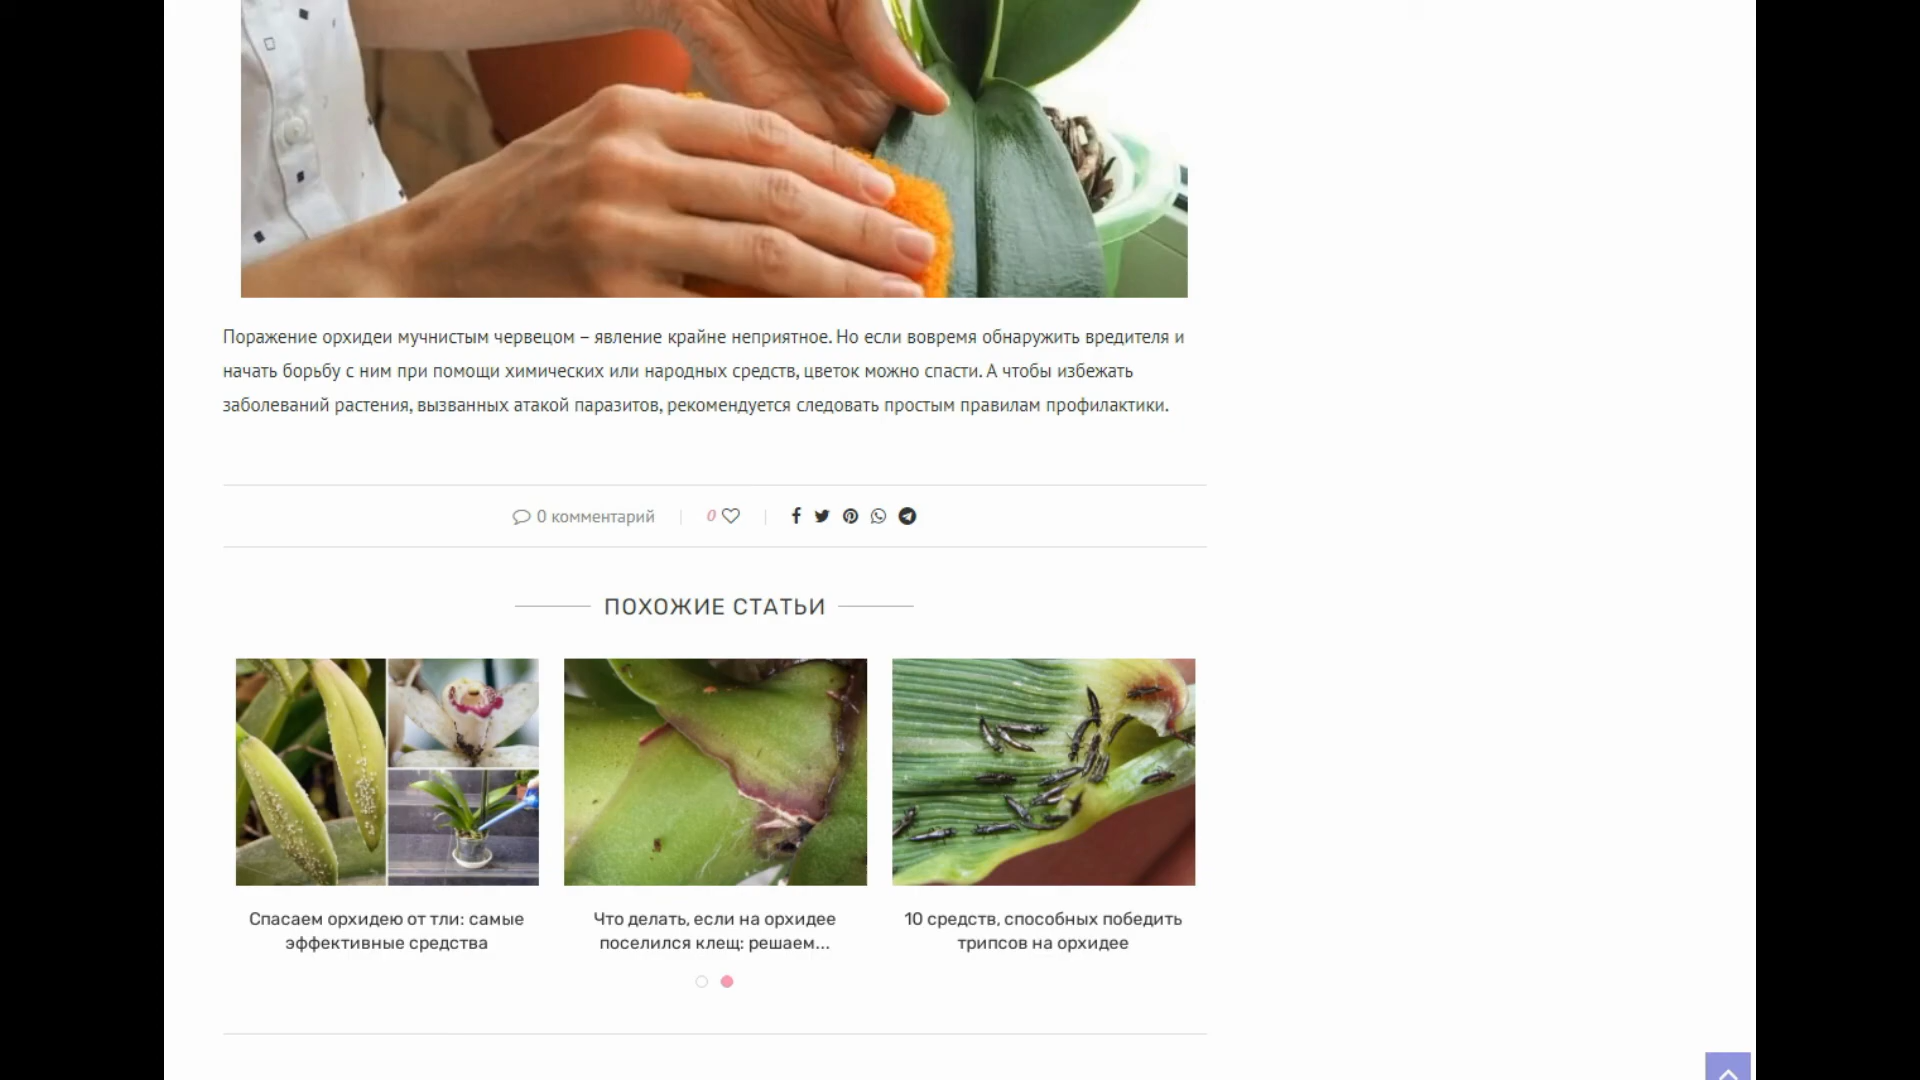 Поражение орхидеи мучнистым червецом – явление крайне неприятное. Но если вовремя обнаружить вредителя и
начать борьбу с ним при помощи химических или народных средств, цветок можно спасти. А чтобы избежать
заболеваний растения, вызванных атакой паразитов, рекомендуется следовать простым правилам профилактики.
0 комментарий
0
ПОХОЖИЕ СТАТЬИ
Спасаем орхидею от тли: самые
эффективные средства
Что делать, если на орхидее
поселился клещ: решаем...
10 средств, способных победить
трипсов на орхидее